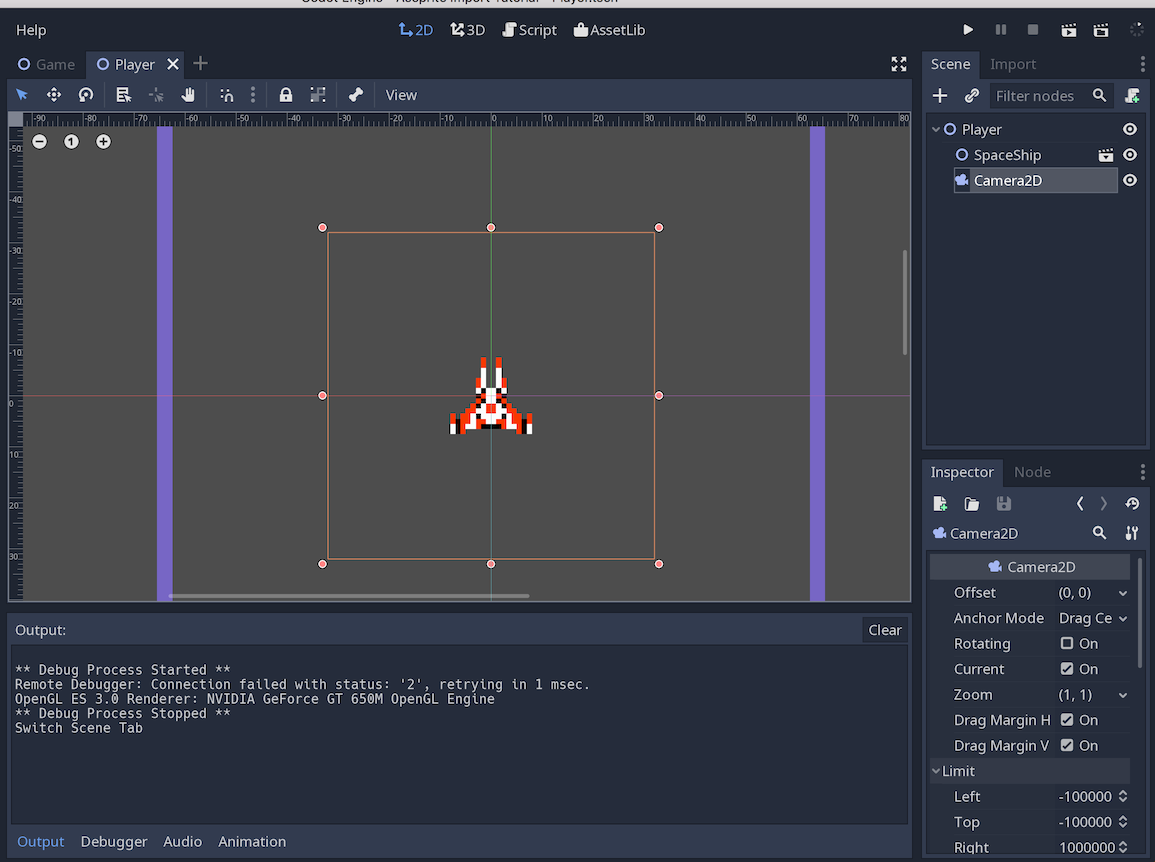 Godot Engine - Aseprite Import Tutorial - Playertech
Help
2D 3D Script AssetLib
Game Player
View
-90 -80 -70 -60 -50 -40 -30 -20 -10 0 10 20 30 40 50 60 70 80
-50
-40
-30
-20
-10
0
10
20
30
1
Output:
Clear
** Debug Process Started **
Remote Debugger: Connection failed with status: '2', retrying in 1 msec.
OpenGL ES 3.0 Renderer: NVIDIA GeForce GT 650M OpenGL Engine
** Debug Process Stopped **
Switch Scene Tab
Output Debugger Audio Animation
Scene Import
Filter nodes
Player
SpaceShip
Camera2D
Inspector Node
Camera2D
Camera2D
Offset (0, 0)
Anchor Mode Drag Ce
Rotating On
Current On
Zoom (1, 1)
Drag Margin H On
Drag Margin V On
Limit
Left -100000
Top -100000
Right 1000000